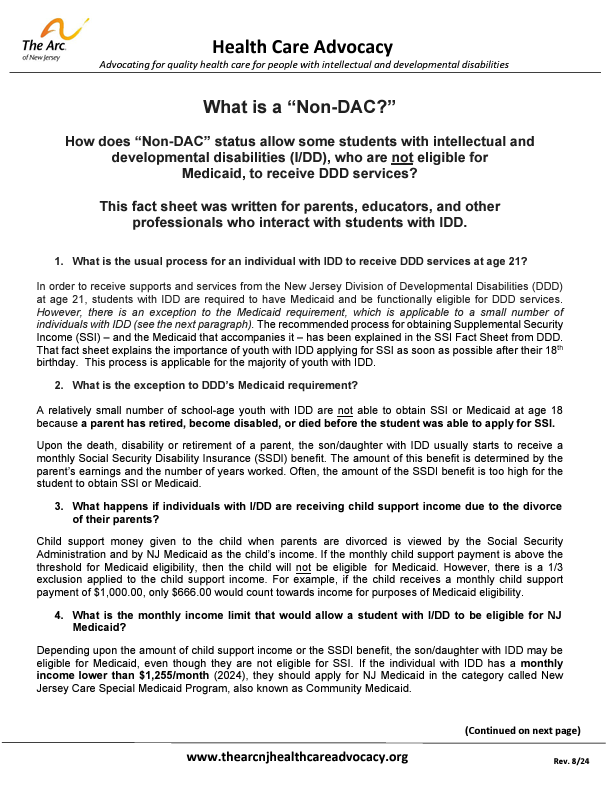 The Arc.
of New Jersey
Health Care Advocacy
Advocating for quality health care for people with intellectual and developmental disabilities
What is a “Non-DAC?”
How does “Non-DAC” status allow some students with intellectual and
developmental disabilities (I/DD), who are not eligible for
Medicaid, to receive DDD services?
This fact sheet was written for parents, educators, and other
professionals who interact with students with IDD.
1. What is the usual process for an individual with IDD to receive DDD services at age 21?
In order to receive supports and services from the New Jersey Division of Developmental Disabilities (DDD)
at age 21, students with IDD are required to have Medicaid and be functionally eligible for DDD services.
However, there is an exception to the Medicaid requirement, which is applicable to a small number of
individuals with IDD (see the next paragraph). The recommended process for obtaining Supplemental Security
Income (SSI) – and the Medicaid that accompanies it – has been explained in the SSI Fact Sheet from DDD.
That fact sheet explains the importance of youth with IDD applying for SSI as soon as possible after their 18th
birthday. This process is applicable for the majority of youth with IDD.
2. What is the exception to DDD’s Medicaid requirement?
A relatively small number of school-age youth with IDD are not able to obtain SSI or Medicaid at age 18
because a parent has retired, become disabled, or died before the student was able to apply for SSI.
Upon the death, disability or retirement of a parent, the son/daughter with IDD usually starts to receive a
monthly Social Security Disability Insurance (SSDI) benefit. The amount of this benefit is determined by the
parent’s earnings and the number of years worked. Often, the amount of the SSDI benefit is too high for the
student to obtain SSI or Medicaid.
3. What happens if individuals with I/DD are receiving child support income due to the divorce
of their parents?
Child support money given to the child when parents are divorced is viewed by the Social Security
Administration and by NJ Medicaid as the child’s income. If the monthly child support payment is above the
threshold for Medicaid eligibility, then the child will not be eligible for Medicaid. However, there is a 1/3
exclusion applied to the child support income. For example, if the child receives a monthly child support
payment of $1,000.00, only $666.00 would count towards income for purposes of Medicaid eligibility.
4. What is the monthly income limit that would allow a student with I/DD to be eligible for NJ
Medicaid?
Depending upon the amount of child support income or the SSDI benefit, the son/daughter with IDD may be
eligible for Medicaid, even though they are not eligible for SSI. If the individual with IDD has a monthly
income lower than $1,255/month (2024), they should apply for NJ Medicaid in the category called New
Jersey Care Special Medicaid Program, also known as Community Medicaid.
(Continued on next page)
www.thearcnjhealthcareadvocacy.org
Rev. 8/24